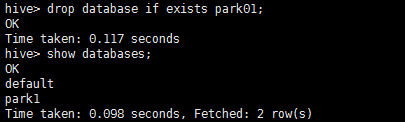 hive> drop database if exists park01;
OK
Time taken: 0.117 seconds
hive> show databases;
OK
default
park1
Time taken: 0.098 seconds, Fetched: 2 row(s)